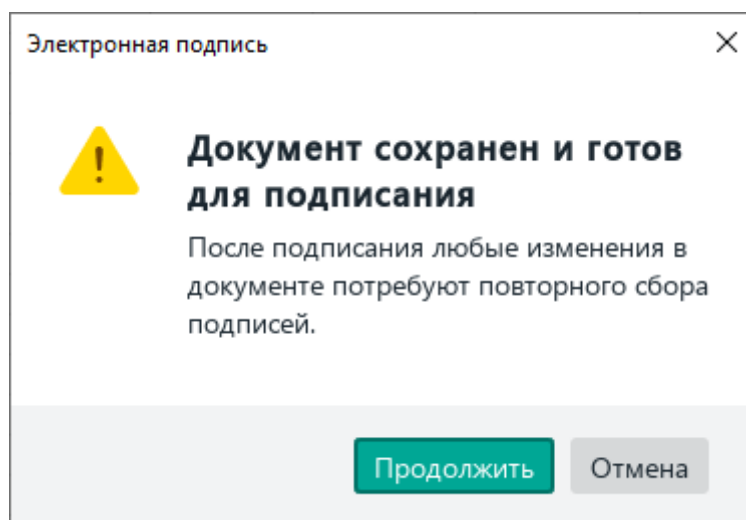 Электронная подпись
Документ сохранен и готов
для подписания
После подписания любые изменения в
документе потребуют повторного сбора
подписей.
Продолжить Отмена